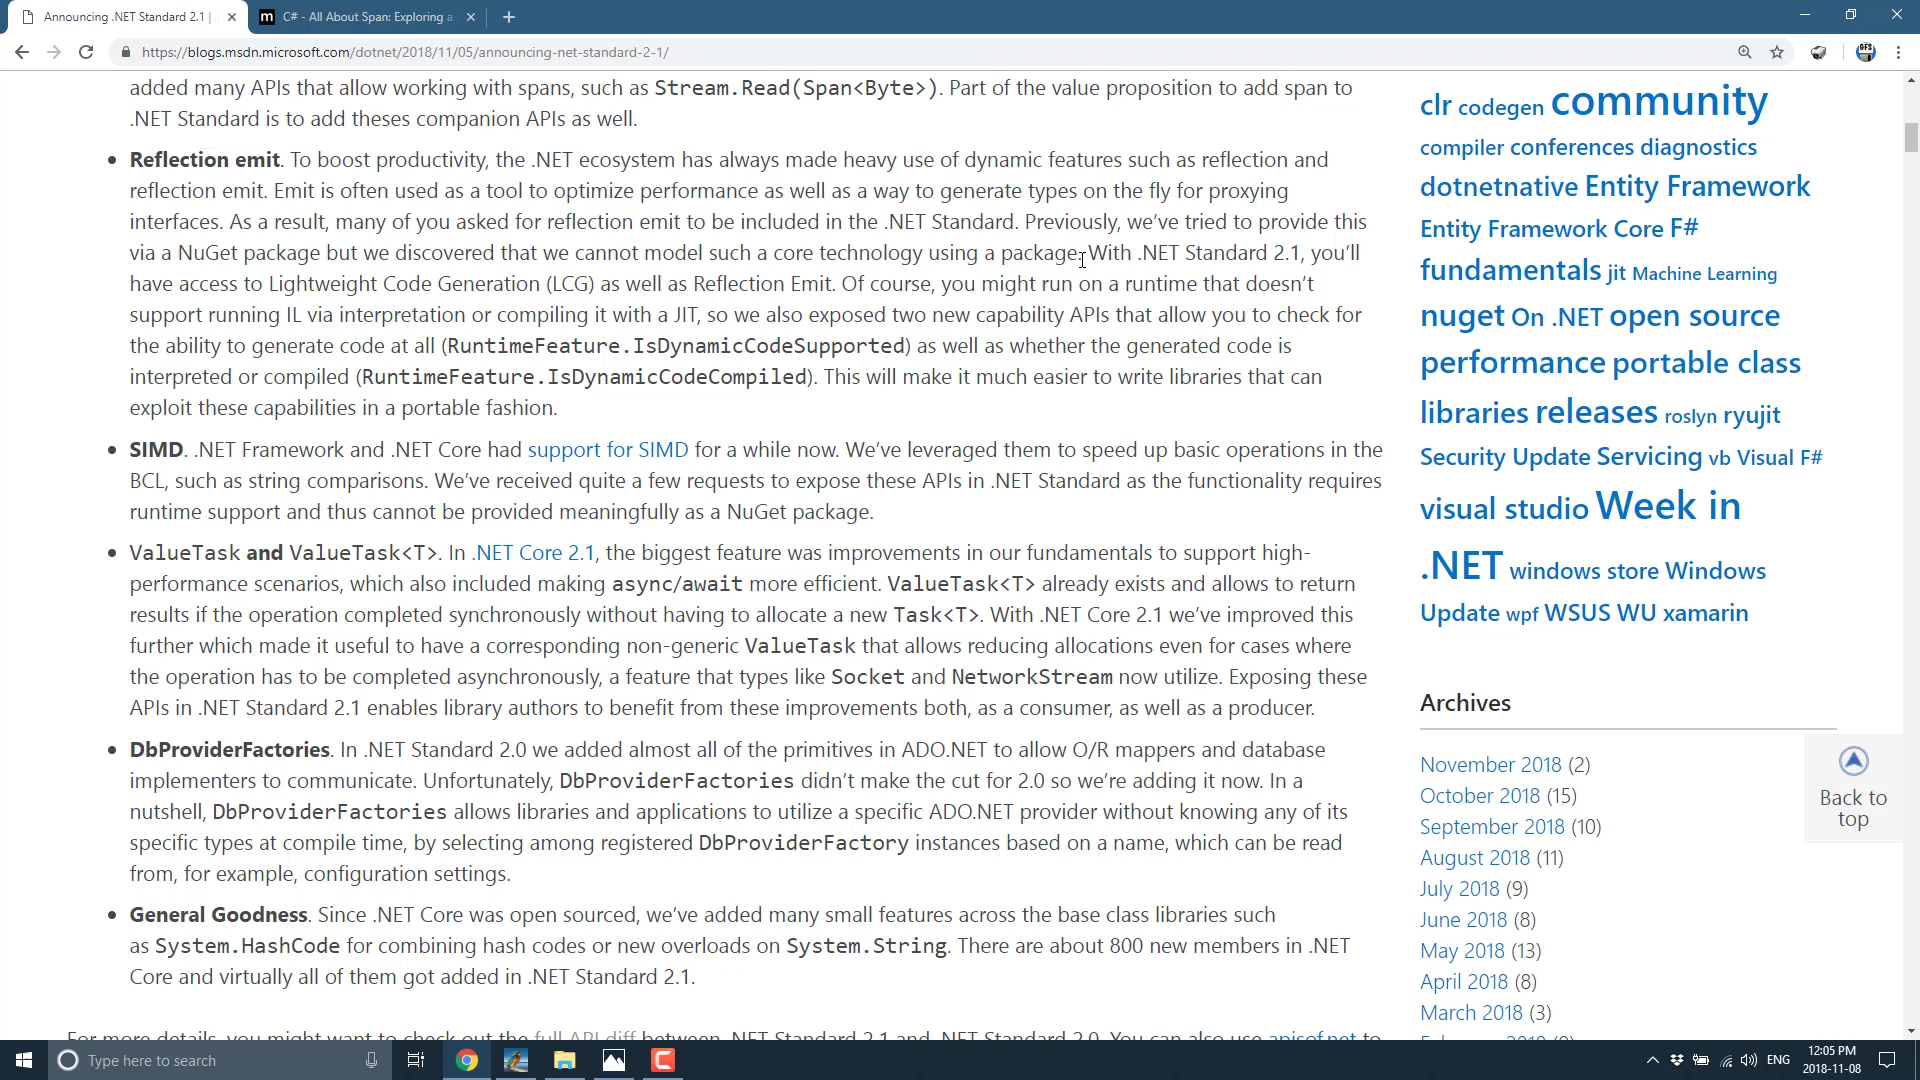 Announcing .NET Standard 2.1 |
C# - All About Span: Exploring a
https://blogs.msdn.microsoft.com/dotnet/2018/11/05/announcing-net-standard-2-1/
added many APIs that allow working with spans, such as Stream.Read(Span<Byte>). Part of the value proposition to add span to
.NET Standard is to add theses companion APIs as well.
Reflection emit. To boost productivity, the .NET ecosystem has always made heavy use of dynamic features such as reflection and
reflection emit. Emit is often used as a tool to optimize performance as well as a way to generate types on the fly for proxying
interfaces. As a result, many of you asked for reflection emit to be included in the .NET Standard. Previously, we’ve tried to provide this
via a NuGet package but we discovered that we cannot model such a core technology using a package. With .NET Standard 2.1, you’ll
have access to Lightweight Code Generation (LCG) as well as Reflection Emit. Of course, you might run on a runtime that doesn’t
support running IL via interpretation or compiling it with a JIT, so we also exposed two new capability APIs that allow you to check for
the ability to generate code at all (RuntimeFeature.IsDynamicCodeSupported) as well as whether the generated code is
interpreted or compiled (RuntimeFeature.IsDynamicCodeCompiled). This will make it much easier to write libraries that can
exploit these capabilities in a portable fashion.
SIMD. .NET Framework and .NET Core had support for SIMD for a while now. We’ve leveraged them to speed up basic operations in the
BCL, such as string comparisons. We’ve received quite a few requests to expose these APIs in .NET Standard as the functionality requires
runtime support and thus cannot be provided meaningfully as a NuGet package.
ValueTask and ValueTask<T>. In .NET Core 2.1, the biggest feature was improvements in our fundamentals to support high-
performance scenarios, which also included making async/await more efficient. ValueTask<T> already exists and allows to return
results if the operation completed synchronously without having to allocate a new Task<T>. With .NET Core 2.1 we’ve improved this
further which made it useful to have a corresponding non-generic ValueTask that allows reducing allocations even for cases where
the operation has to be completed asynchronously, a feature that types like Socket and NetworkStream now utilize. Exposing these
APIs in .NET Standard 2.1 enables library authors to benefit from these improvements both, as a consumer, as well as a producer.
DbProviderFactories. In .NET Standard 2.0 we added almost all of the primitives in ADO.NET to allow O/R mappers and database
implementers to communicate. Unfortunately, DbProviderFactories didn’t make the cut for 2.0 so we’re adding it now. In a
nutshell, DbProviderFactories allows libraries and applications to utilize a specific ADO.NET provider without knowing any of its
specific types at compile time, by selecting among registered DbProviderFactory instances based on a name, which can be read
from, for example, configuration settings.
General Goodness. Since .NET Core was open sourced, we’ve added many small features across the base class libraries such
as System.HashCode for combining hash codes or new overloads on System.String. There are about 800 new members in .NET
Core and virtually all of them got added in .NET Standard 2.1.
For more details, you might want to check out the full API diff between .NET Standard 2.1 and .NET Standard 2.0. You can also use apisof.net to
clr codegen community
compiler conferences diagnostics
dotnetnative Entity Framework
Entity Framework Core F#
fundamentals jit Machine Learning
nuget On .NET open source
performance portable class
libraries releases roslyn ryujit
Security Update Servicing vb Visual F#
visual studio Week in
.NET windows store Windows
Update wpf WSUS WU xamarin
Archives
November 2018 (2)
October 2018 (15)
September 2018 (10)
August 2018 (11)
July 2018 (9)
June 2018 (8)
May 2018 (13)
April 2018 (8)
March 2018 (3)
Back to
top
Type here to search
ENG
12:05 PM
2018-11-08